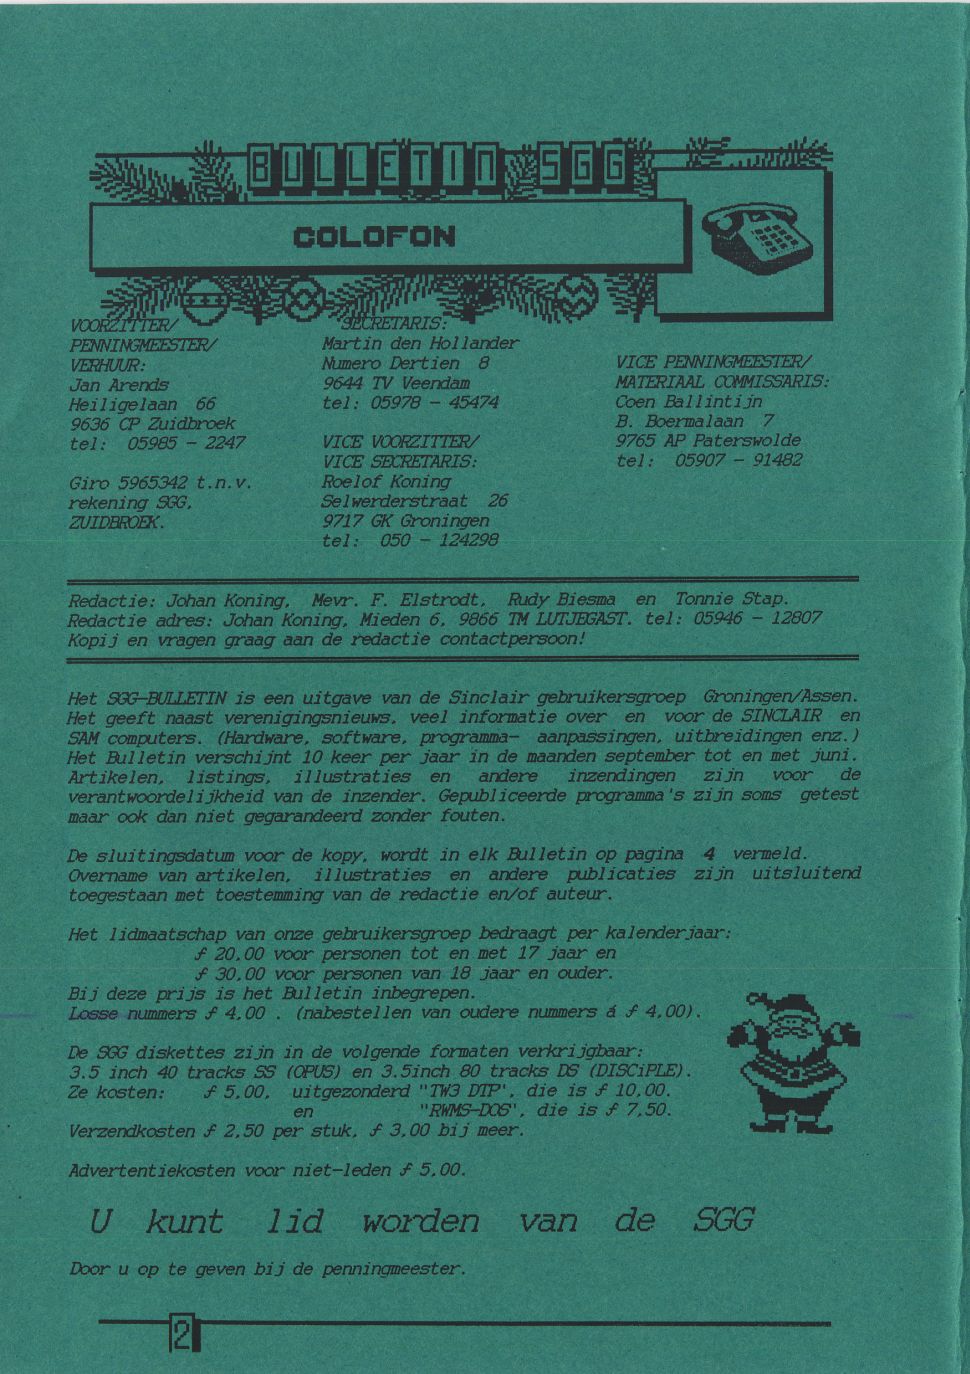 BULLETIN SGG
COLOFON
VOORZITTER/
PENNINGMEESTER/
VERHUUR:
Jan Arends
Heiligelaan 66
9636 CP Zuidbroek
tel: 05985 - 2247
Giro 5965342 t.n.v.
rekening SGG,
ZUIDBROEK.
SECRETARIS:
Martin den Hollander
Numero Dertien 8
9644 TV Veendam
tel: 05978 - 45474
VICE VOORZITTER/
VICE SECRETARIS:
Roelof Koning
Selwerderstraat 26
9717 GK Groningen
tel: 050 - 124298
VICE PENNINGMEESTER/
MATERIAAL COMMISSARIS:
Coen Ballintijn
B. Boermalaan 7
9765 AP Paterswolde
tel: 05907 - 91482
Redactie: Johan Koning, Mevr. F. Elstrodt, Rudy Biesma en Tonnie Stap.
Redactie adres: Johan Koning, Mieden 6, 9866 TM LUTJEGAST. tel: 05946 - 12807
Kopij en vragen graag aan de redactie contactpersoon!
Het SGG-BULLETIN is een uitgave van de Sinclair gebruikersgroep Groningen/Assen.
Het geeft naast verenigingsnieuws, veel informatie over en voor de SINCLAIR en
SAM computers. (Hardware, software, programma- aanpassingen, uitbreidingen enz.)
Het Bulletin verschijnt 10 keer per jaar in de maanden september tot en met juni.
Artikelen, listings, illustraties en andere inzendingen zijn voor de
verantwoordelijkheid van de inzender. Gepubliceerde programma's zijn soms getest
maar ook dan niet gegarandeerd zonder fouten.
De sluitingsdatum voor de kopy, wordt in elk Bulletin op pagina 4 vermeld.
Overname van artikelen, illustraties en andere publicaties zijn uitsluitend
toegestaan met toestemming van de redactie en/of auteur.
Het lidmaatschap van onze gebruikersgroep bedraagt per kalenderjaar:
ƒ 20,00 voor personen tot en met 17 jaar en
ƒ 30,00 voor personen van 18 jaar en ouder.
Bij deze prijs is het Bulletin inbegrepen.
Losse nummers ƒ 4,00 . (nabestellen van oudere nummers á ƒ 4,00).
De SGG diskettes zijn in de volgende formaten verkrijgbaar:
3.5 inch 40 tracks SS (OPUS) en 3.5inch 80 tracks DS (DISCiPLE).
Ze kosten: ƒ 5,00, uitgezonderd "TW3 DTP", die is ƒ 10,00.
en "RWMS-DOS", die is ƒ 7,50.
Verzendkosten ƒ 2,50 per stuk, ƒ 3,00 bij meer.
Advertentiekosten voor niet-leden ƒ 5,00.
U kunt lid worden van de SGG
Door u op te geven bij de penningmeester.
2